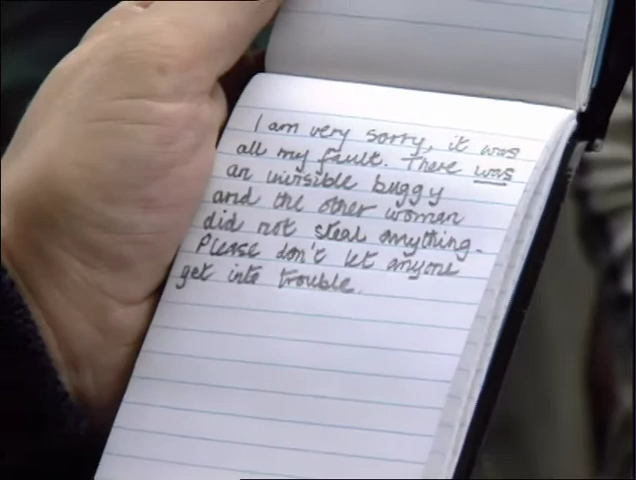 I am very sorry, it was
all my fault. There was
an invisible buggy
and the other woman
did not steal anything.
Please don't let anyone
get into trouble.